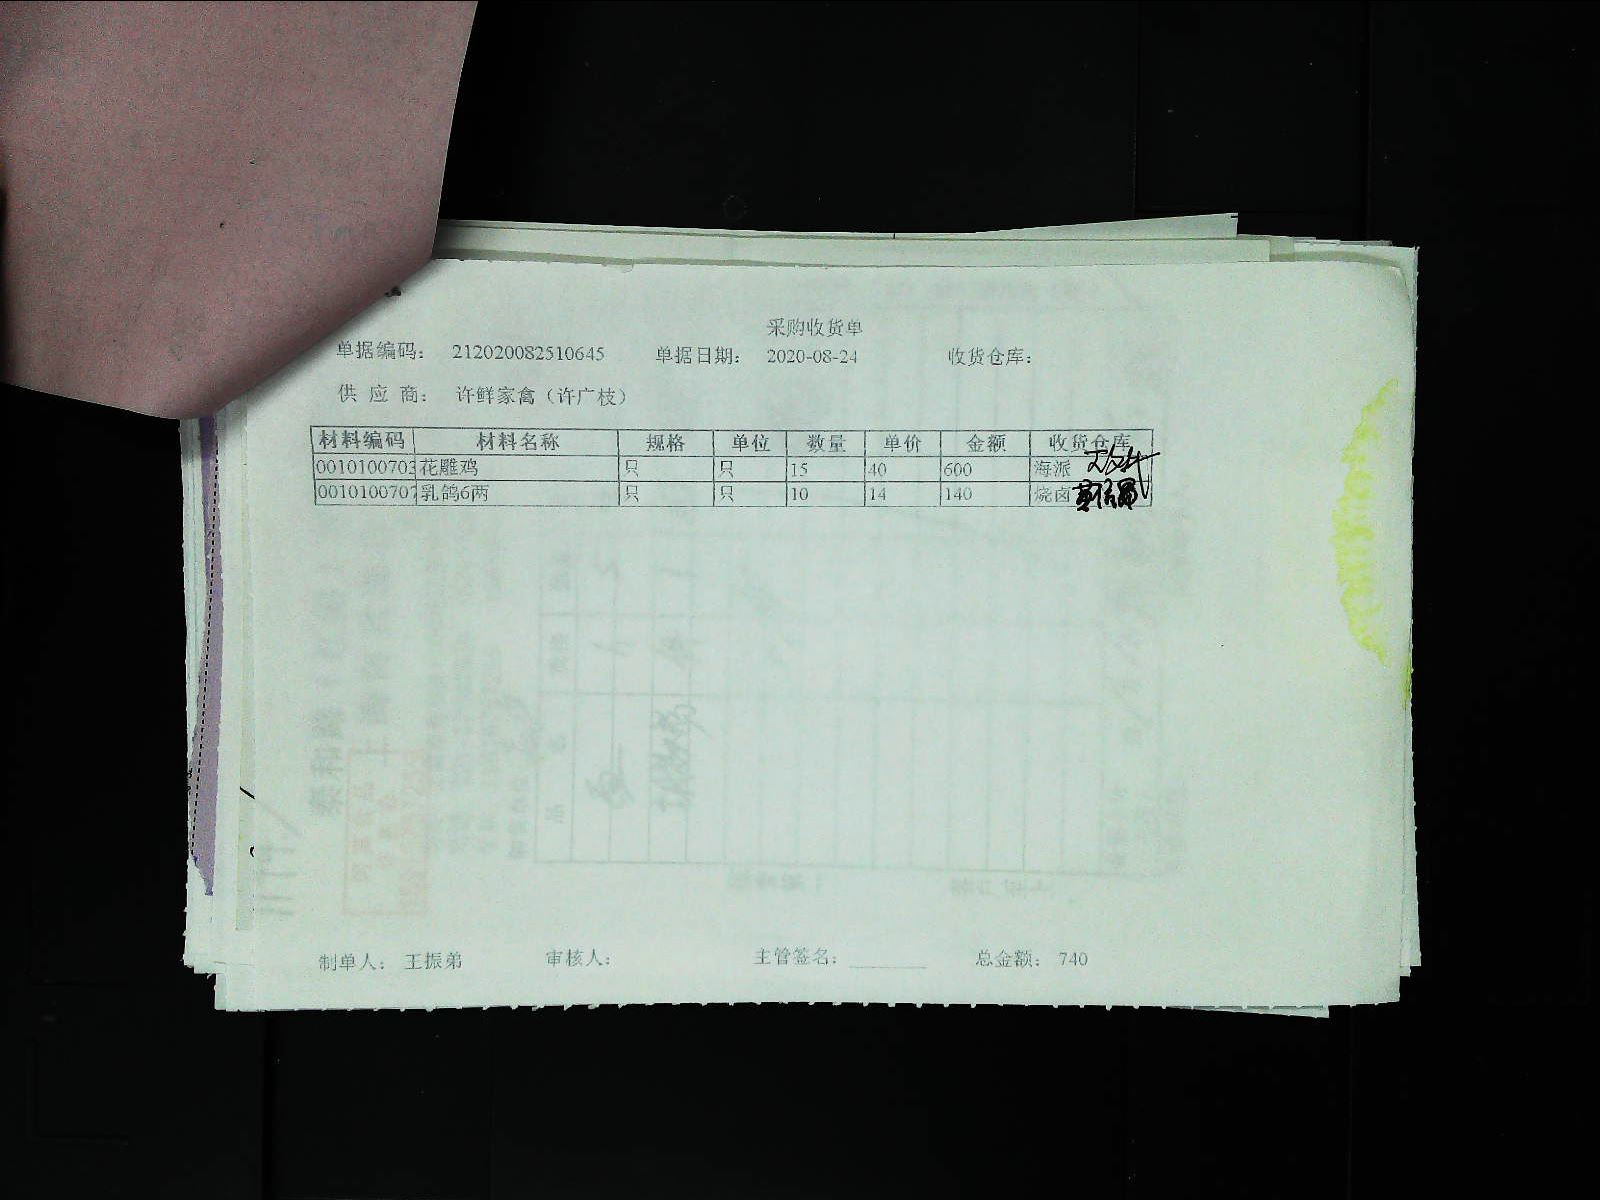 采购收货单
单据编码： 212020082510645 单据日期： 2020-08-24 收货仓库：
供 应 商： 许鲜家禽（许广枝）
材料编码 材料名称 规格 单位 数量 单价 金额 收货仓库
0010100703 花雕鸡 只 只 15 40 600 海派
0010100707 乳鸽6两 只 只 10 14 140 烧卤
制单人： 王振弟 审核人： 主管签名： 总金额： 740